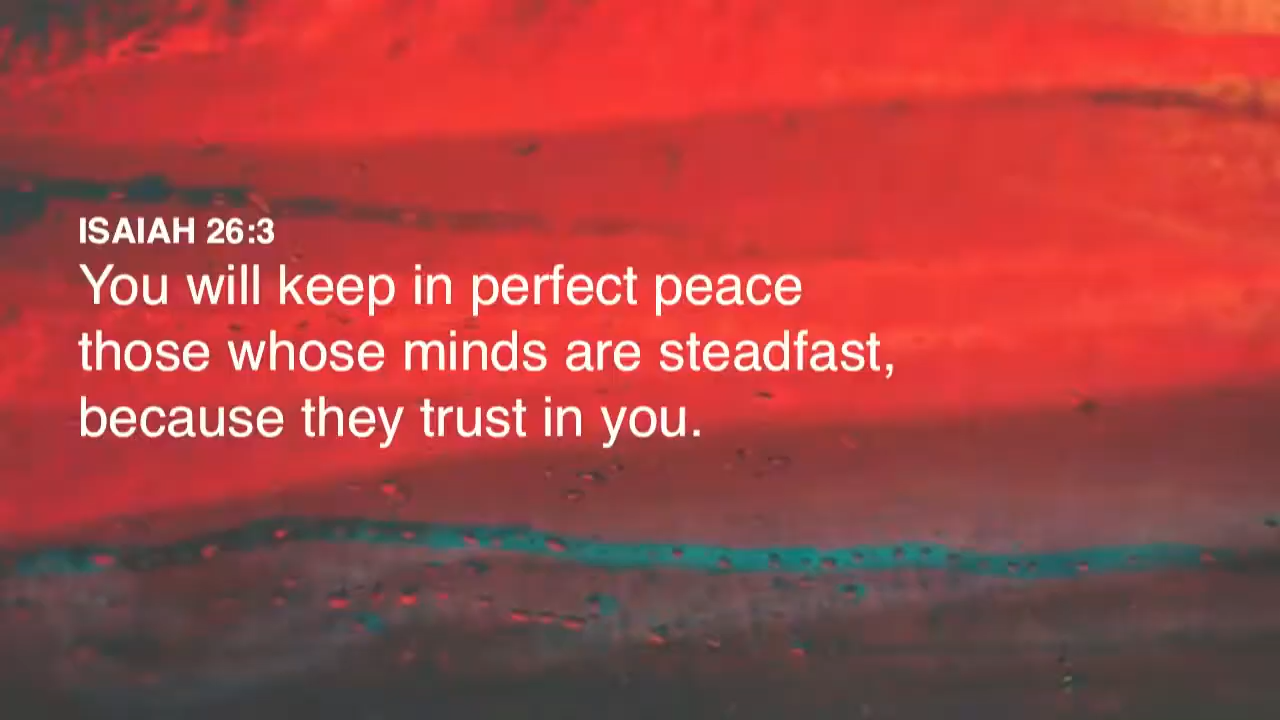 ISAIAH 26:3
You will keep in perfect peace
those whose minds are steadfast,
because they trust in you.